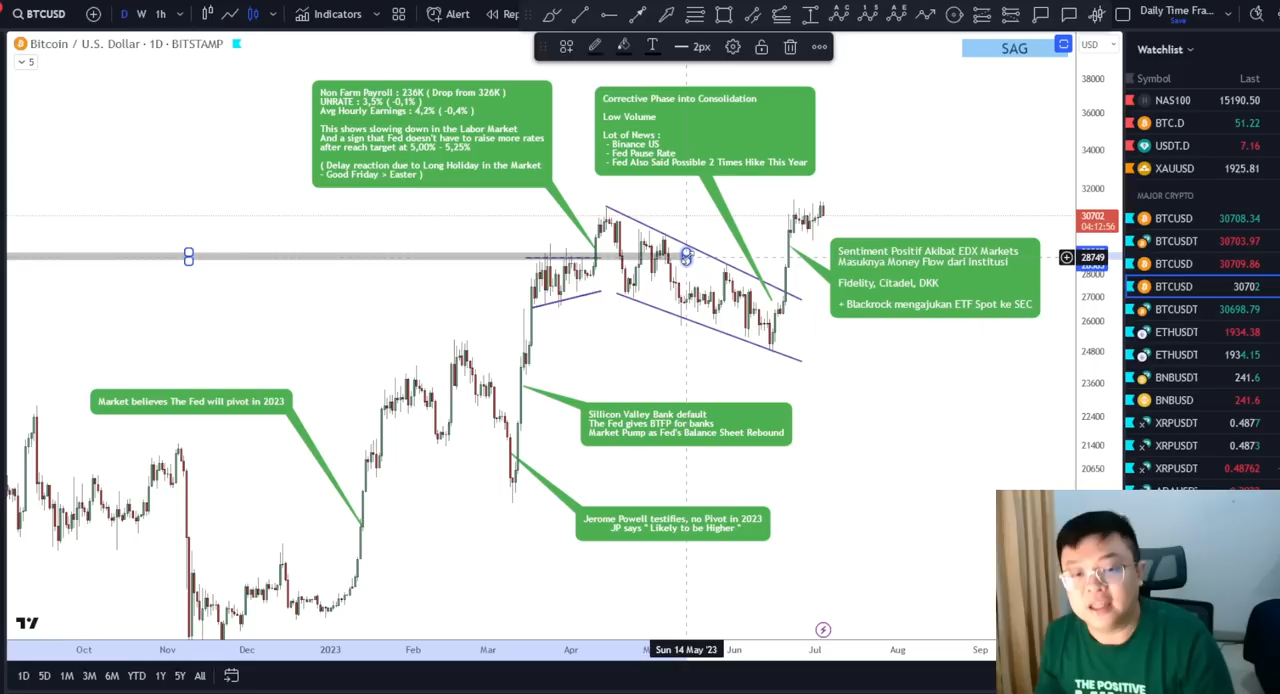 BTCUSD
D
W
1h
Indicators
Alert
Rep
Daily Time Fra...
Save
Bitcoin / U.S. Dollar · 1D · BITSTAMP
5
2px
SAG
USD
Non Farm Payroll : 236K ( Drop from 326K )
UNRATE : 3,5% ( -0,1% )
Avg Hourly Earnings : 4,2% ( -0,4% )
This shows slowing down in the Labor Market
And a sign that Fed doesn't have to raise more rates
after reach target at 5,00% - 5,25%
( Delay reaction due to Long Holiday in the Market
- Good Friday > Easter )
Corrective Phase into Consolidation
Low Volume
Lot of News :
- Binance US
- Fed Pause Rate
- Fed Also Said Possible 2 Times Hike This Year
Sentiment Positif Akibat EDX Markets
Masuknya Money Flow dari Institusi
Fidelity, Citadel, DKK
+ Blackrock mengajukan ETF Spot ke SEC
Market believes The Fed will pivot in 2023
Sillicon Valley Bank default
The Fed gives BTFP for banks
Market Pump as Fed's Balance Sheet Rebound
Jerome Powell testifies, no Pivot in 2023
JP says " Likely to be Higher "
38000
36000
34000
32000
30702
04:12:56
28749
28000
27000
26000
24800
23600
22400
21400
20650
Oct
Nov
Dec
2023
Feb
Mar
Apr
M
Sun 14 May '23
Jun
Jul
Aug
Sep
1D
5D
1M
3M
6M
YTD
1Y
5Y
All
Watchlist
Symbol Last
NAS100 15190.50
BTC.D 51.22
USDT.D 7.16
XAUUSD 1925.81
MAJOR CRYPTO
BTCUSD 30708.34
BTCUSDT 30703.97
BTCUSD 30709.86
BTCUSD 30702
BTCUSDT 30698.79
ETHUSDT 1934.38
ETHUSDT 1934.15
BNBUSDT 241.6
BNBUSD 241.6
XRPUSDT 0.4877
XRPUSDT 0.4873
XRPUSDT 0.48762
THE POSITIVE